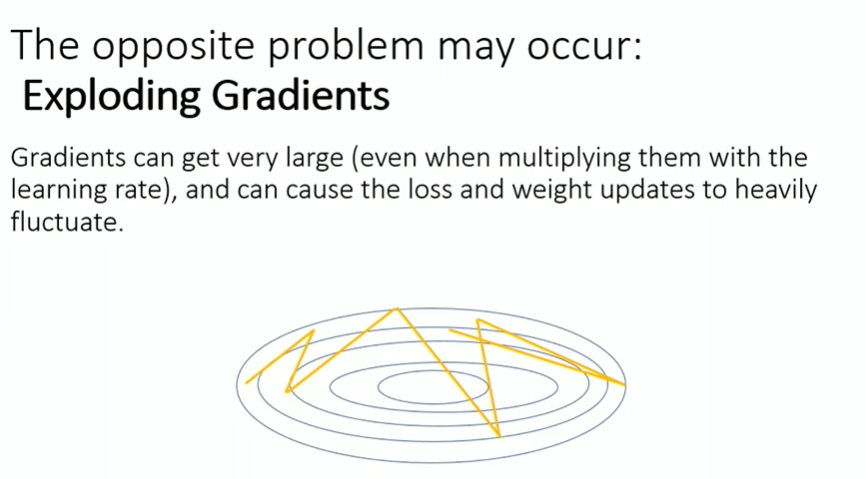 The opposite problem may occur:
Exploding Gradients
Gradients can get very large (even when multiplying them with the
learning rate), and can cause the loss and weight updates to heavily
fluctuate.